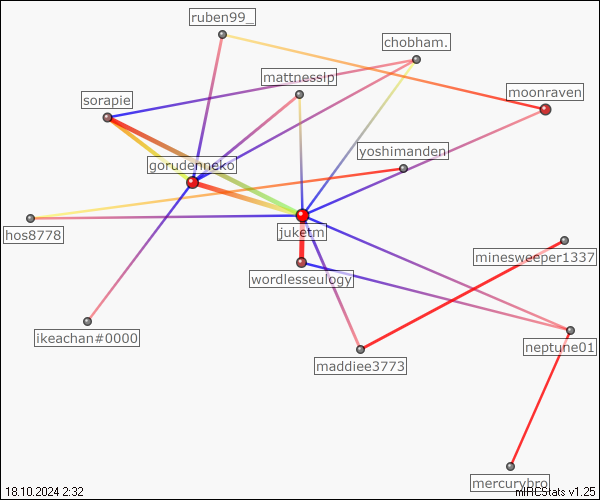 ruben99_
chobham.
mattnesslp
moonraven
sorapie
yoshimanden
gorudenneko
juketm
hos8778
minesweeper1337
wordlesseulogy
ikeachan#0000
neptune01
maddiee3773
mercurybro
18.10.2024 2:32
mIRCStats v1.25